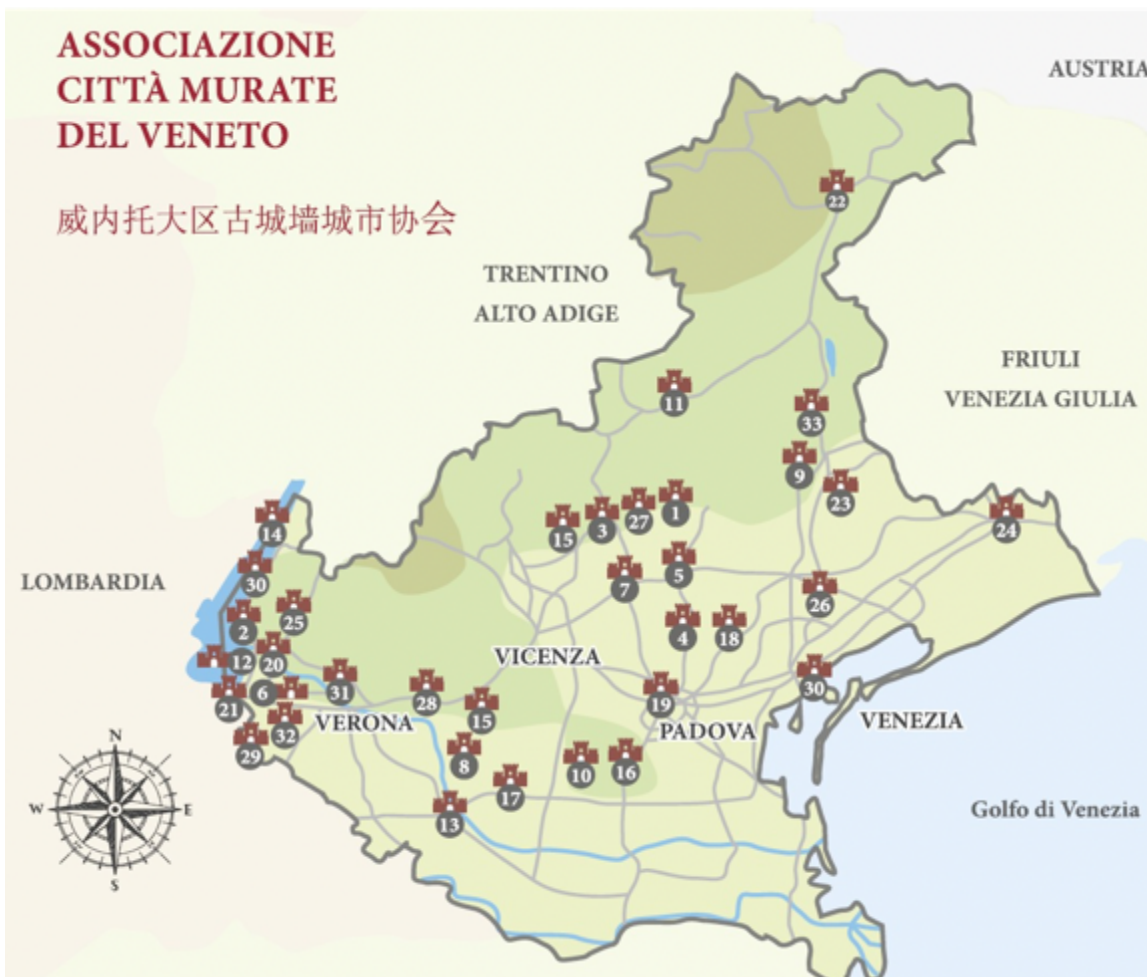 ASSOCIAZIONE
CITTÀ MURATE
DEL VENETO
威内托大区古城墙城市协会
AUSTRIA
22
TRENTINO
ALTO ADIGE
FRIULI
VENEZIA GIULIA
11
33
9
23
1
27
3
15
14
24
LOMBARDIA
30
5
7
26
25
2
4
18
20
12
VICENZA
31
28
6
21
19
30
15
VERONA
PADOVA
VENEZIA
32
29
8
10
16
17
13
N
W
E
S
Golfo di Venezia